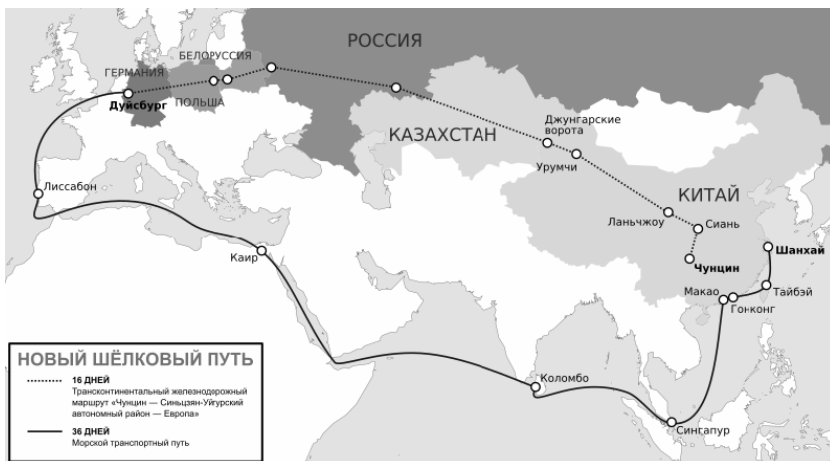 РОССИЯ
БЕЛОРУССИЯ
ГЕРМАНИЯ
Дуйсбург
ПОЛЬША
КАЗАХСТАН
Джунгарские
ворота
Урумчи
Лиссабон
КИТАЙ
Ланьчжоу
Сиань
Каир
Чунцин
Шанхай
Макао
Тайбэй
Гонконг
Коломбо
Сингапур
НОВЫЙ ШЁЛКОВЫЙ ПУТЬ
16 ДНЕЙ
Трансконтинентальный железнодорожный
маршрут «Чунцин — Синьцзян-Уйгурский
автономный район — Европа»
36 ДНЕЙ
Морской транспортный путь